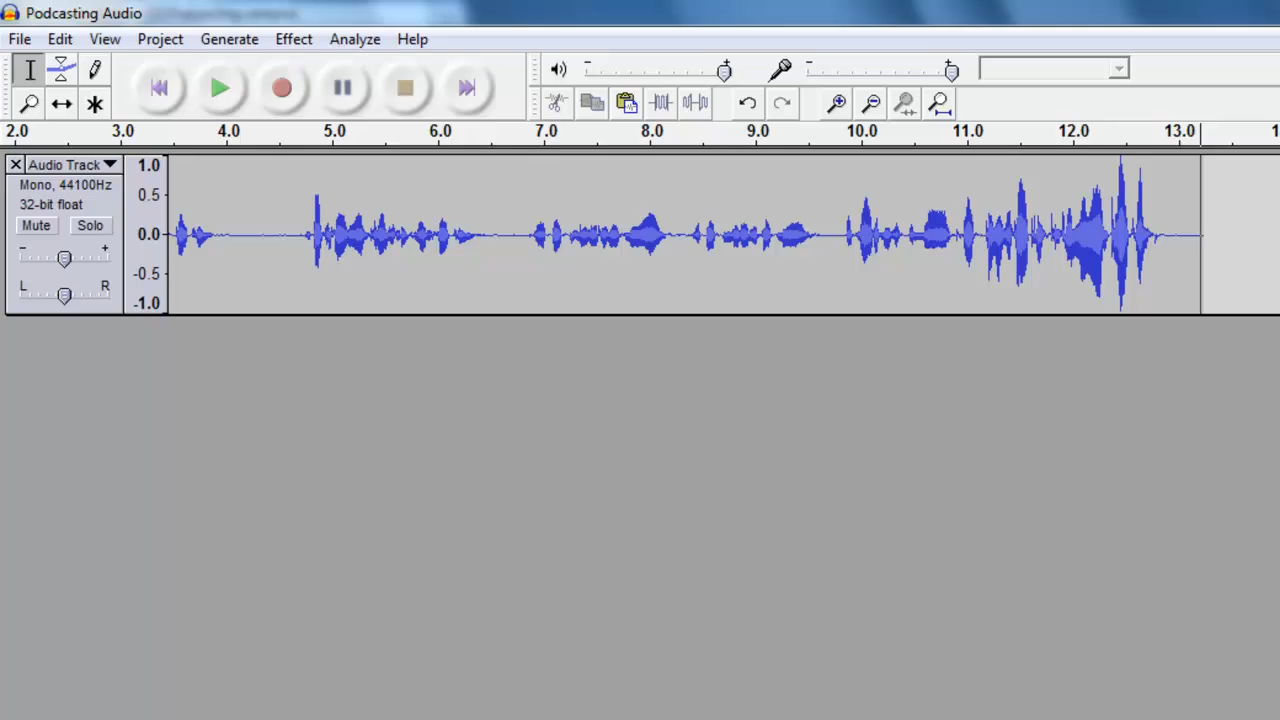 Podcasting Audio
File Edit View Project Generate Effect Analyze Help
- +
- +
2.0 3.0 4.0 5.0 6.0 7.0 8.0 9.0 10.0 11.0 12.0 13.0
X Audio Track
Mono, 44100Hz
32-bit float
Mute Solo
- +
L R
1.0
0.5
0.0
-0.5
-1.0